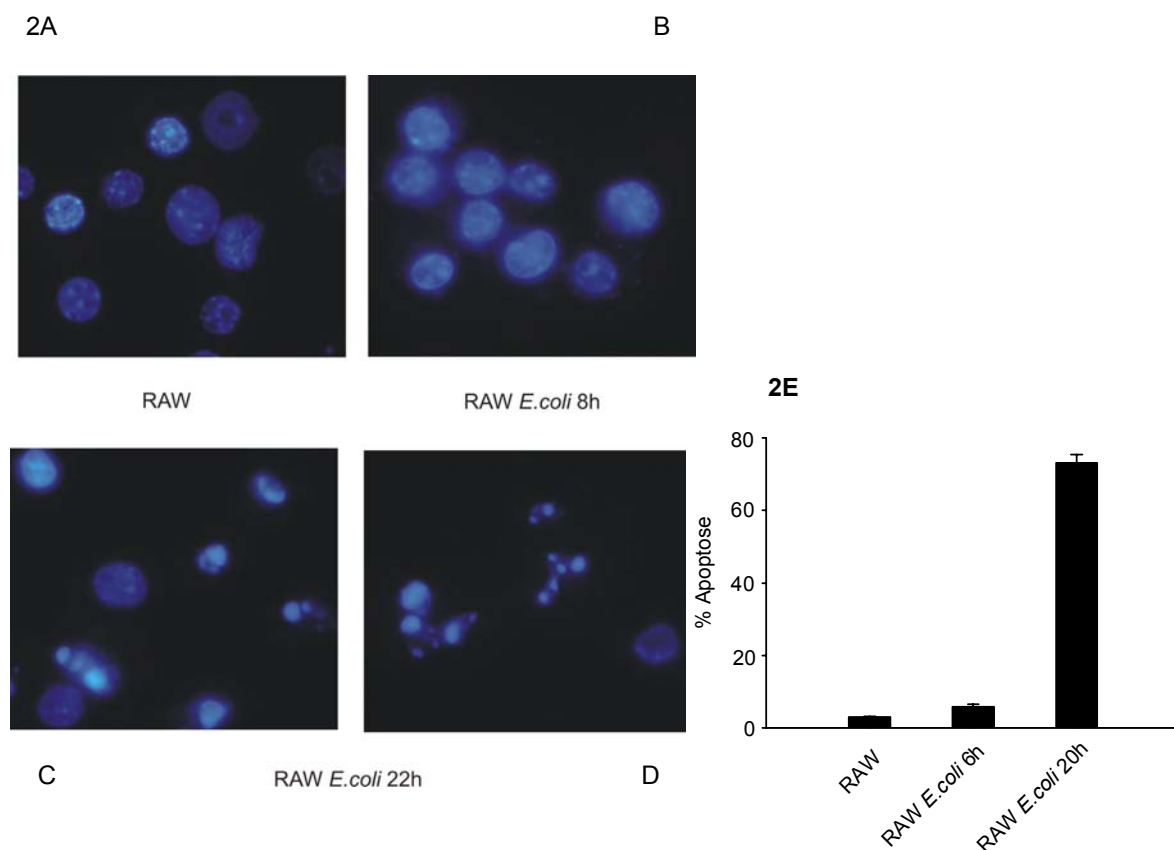 2A
B
RAW
RAW E.coli 8h
C
RAW E.coli 22h
D
2E
% Apoptose
80
60
40
20
0
RAW
RAW E.coli 6h
RAW E.coli 20h